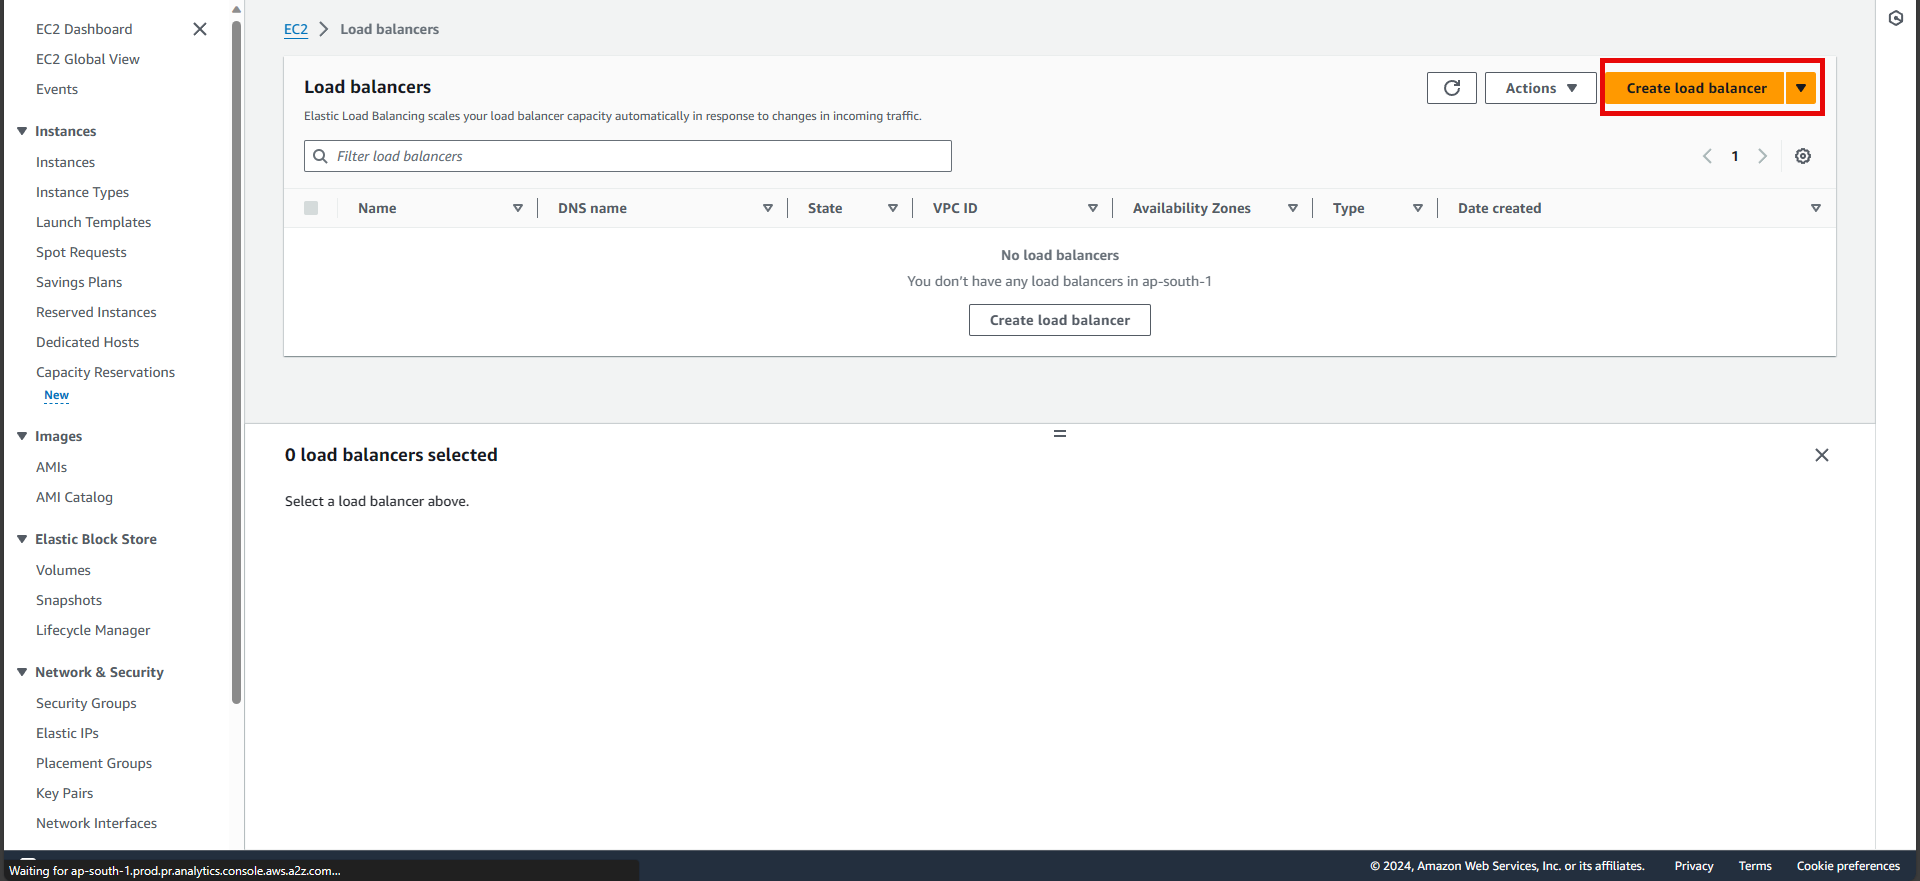 EC2 Dashboard
EC2 Global View
Events
Instances
Instances
Instance Types
Launch Templates
Spot Requests
Savings Plans
Reserved Instances
Dedicated Hosts
Capacity Reservations
New
Images
AMIs
AMI Catalog
Elastic Block Store
Volumes
Snapshots
Lifecycle Manager
Network & Security
Security Groups
Elastic IPs
Placement Groups
Key Pairs
Network Interfaces
EC2 Load balancers
Load balancers
Elastic Load Balancing scales your load balancer capacity automatically in response to changes in incoming traffic.
Actions
Create load balancer
Filter load balancers
1
Name DNS name State VPC ID Availability Zones Type Date created
No load balancers
You don't have any load balancers in ap-south-1
Create load balancer
0 load balancers selected
Select a load balancer above.
Waiting for ap-south-1.prod.pr.analytics.console.aws.a2z.com...
© 2024, Amazon Web Services, Inc. or its affiliates. Privacy Terms Cookie preferences